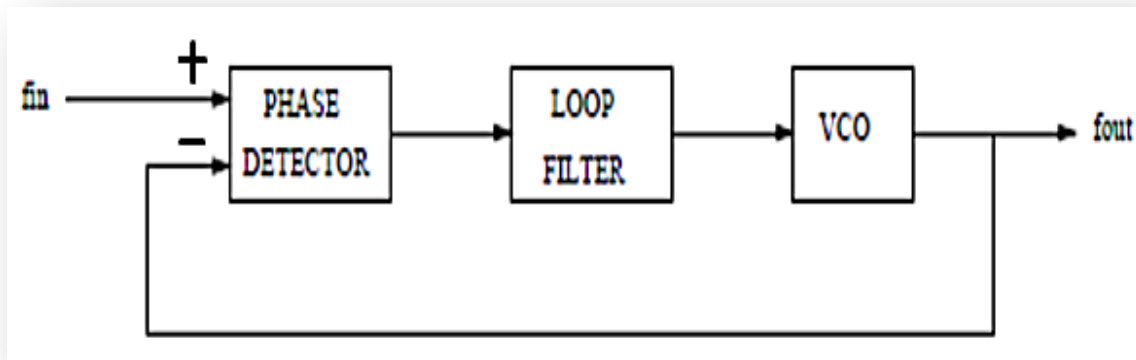 fin
+
−
PHASE
DETECTOR
LOOP
FILTER
VCO
fout